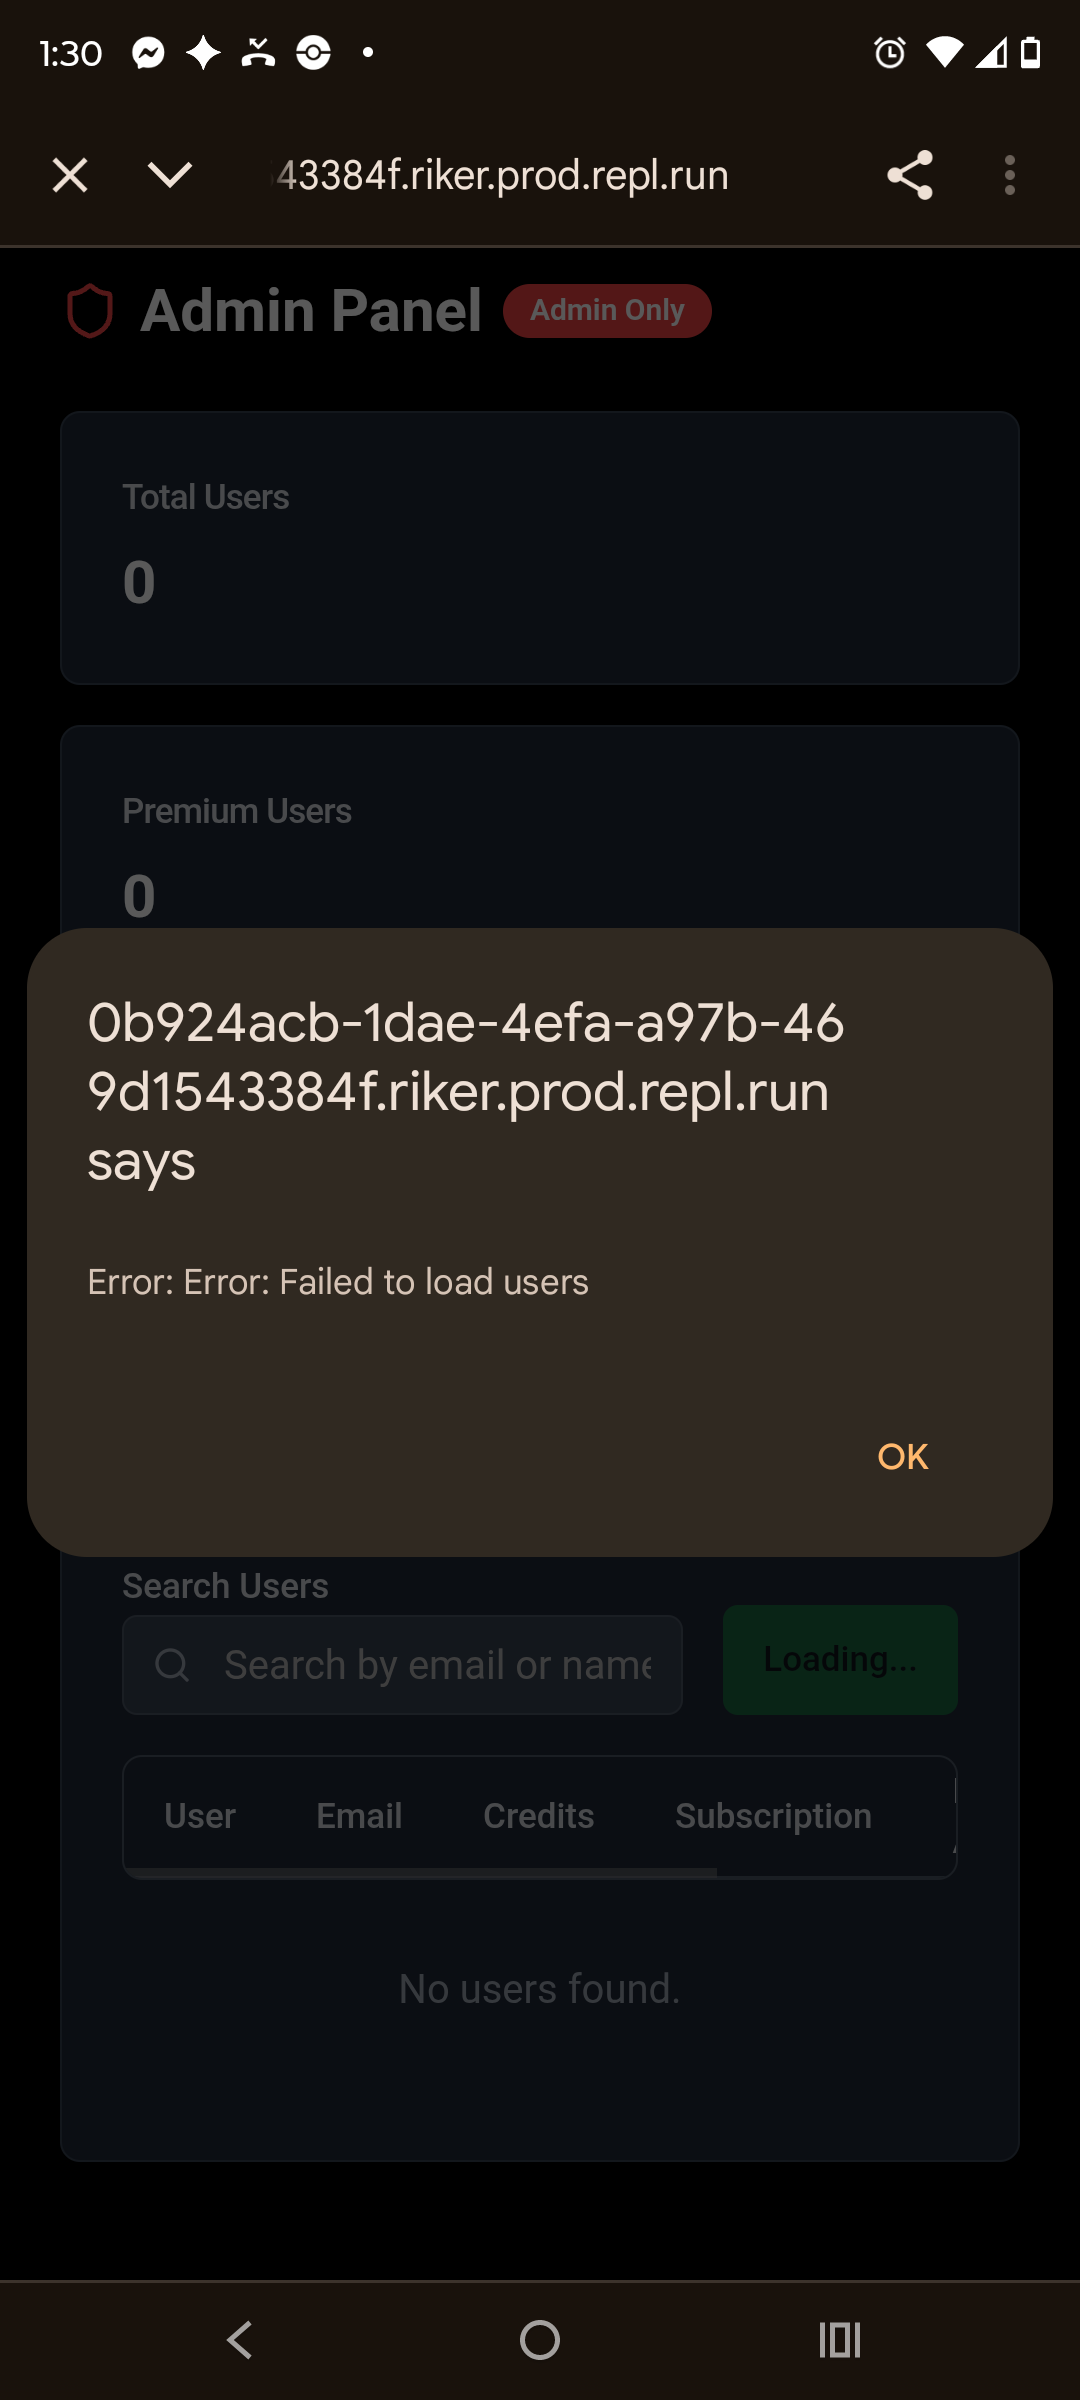 1:30
43384f.riker.prod.repl.run
Admin Panel
Admin Only
Total Users
0
Premium Users
0
0b924acb-1dae-4efa-a97b-46
9d1543384f.riker.prod.repl.run
says
Error: Error: Failed to load users
OK
Search Users
Search by email or name
Loading...
User Email Credits Subscription
No users found.